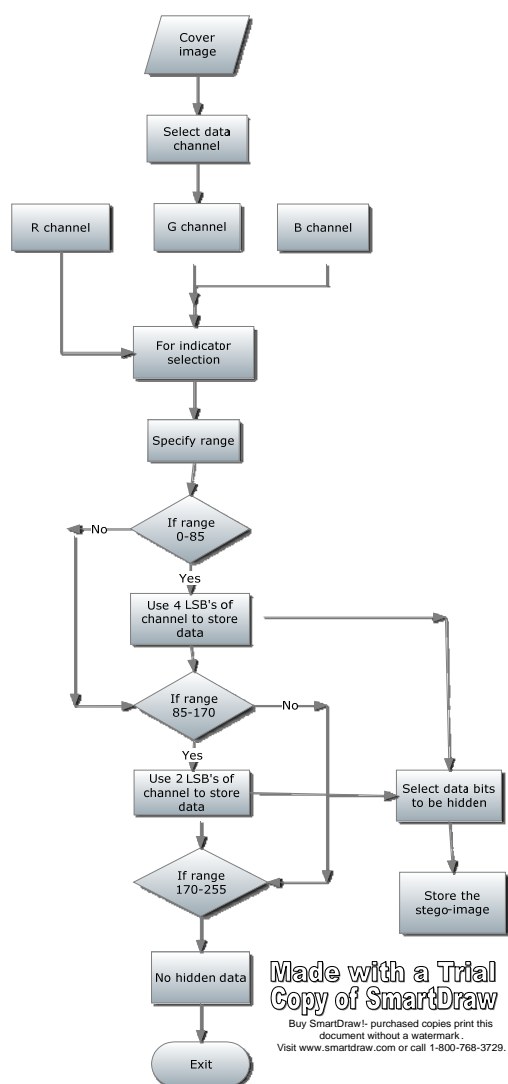 Cover
image
Select data
channel
R channel
G channel
B channel
For indicator
selection
Specify range
If range
0-85
No
Yes
Use 4 LSB's of
channel to store
data
If range
85-170
No
Yes
Use 2 LSB's of
channel to store
data
Select data bits
to be hidden
If range
170-255
Store the
stego-image
No hidden data
Made with a Trial
Copy of SmartDraw
Buy SmartDraw!- purchased copies print this
document without a watermark .
Visit www.smartdraw.com or call 1-800-768-3729.
Exit